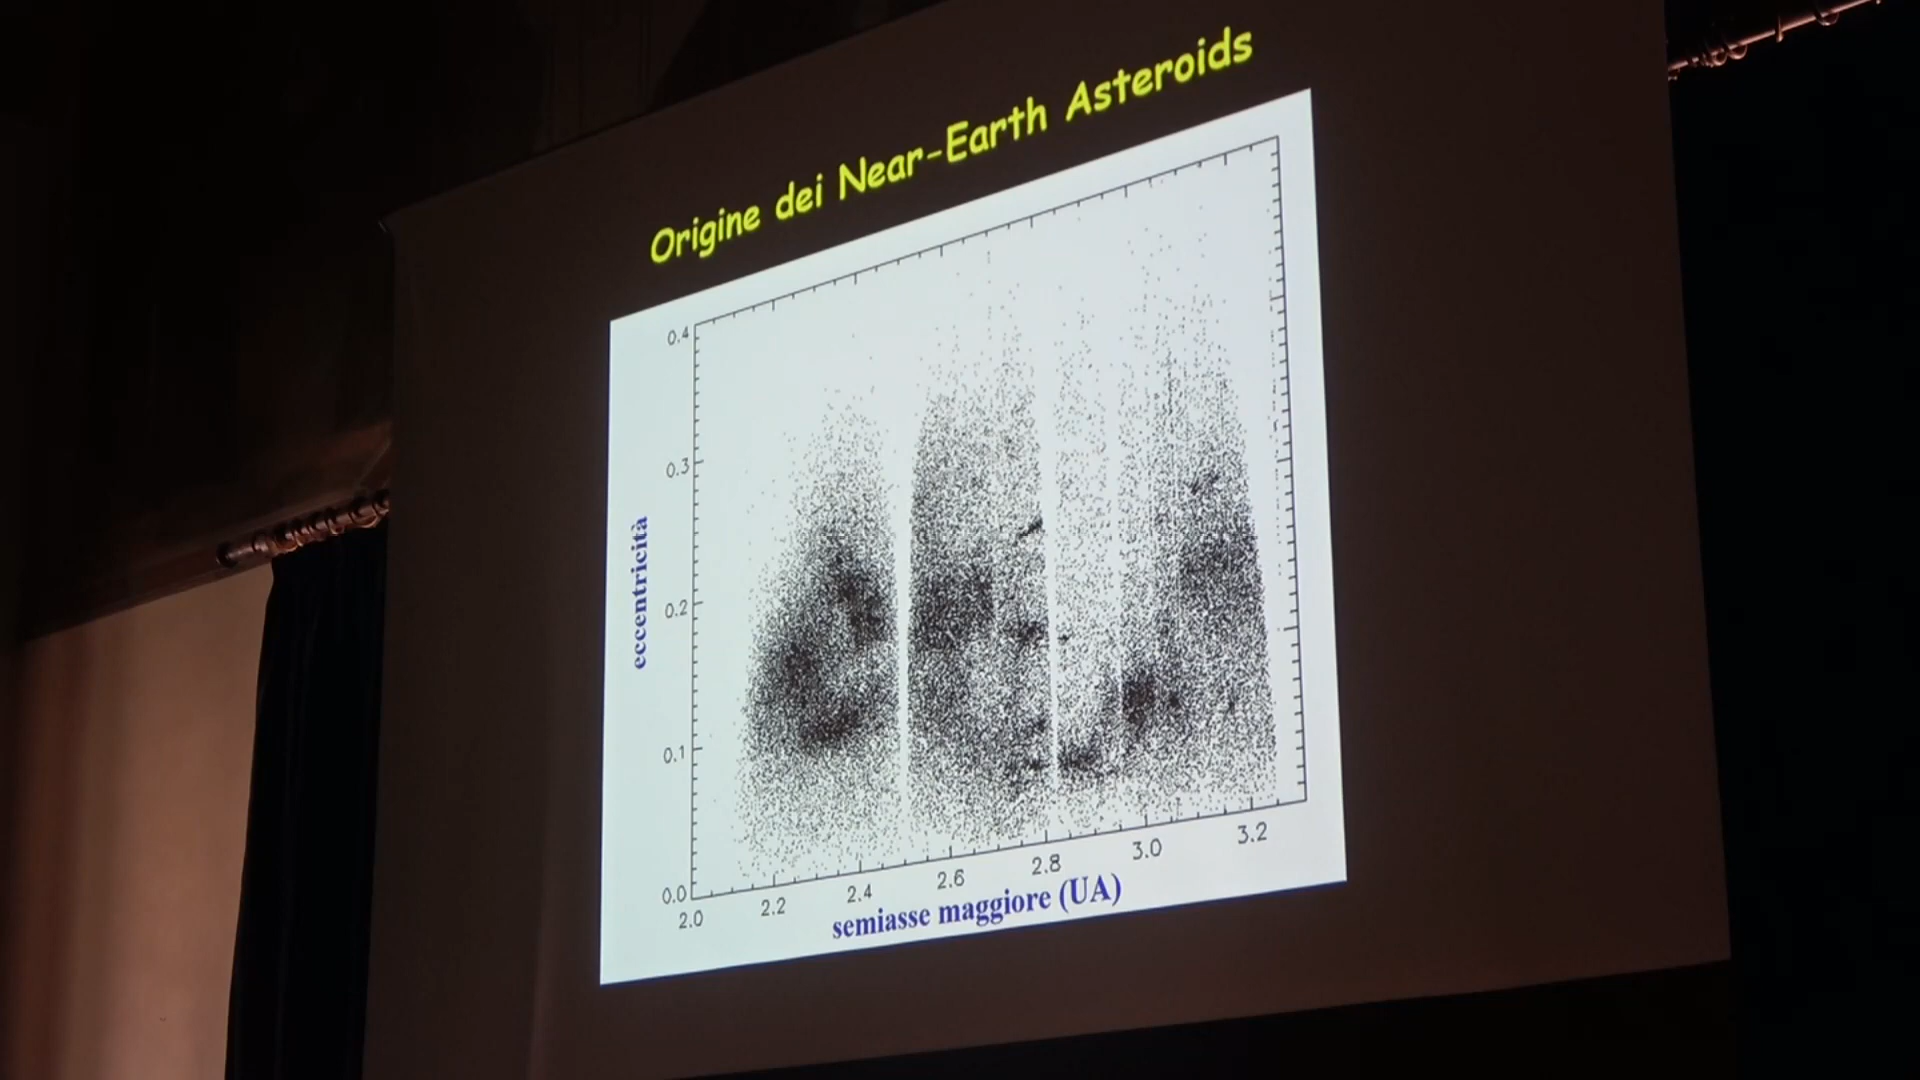 Origine dei Near-Earth Asteroids
0.4
0.3
0.2
0.1
0.0
eccentricità
2.0 2.2 2.4 2.6 2.8 3.0 3.2
semiasse maggiore (UA)